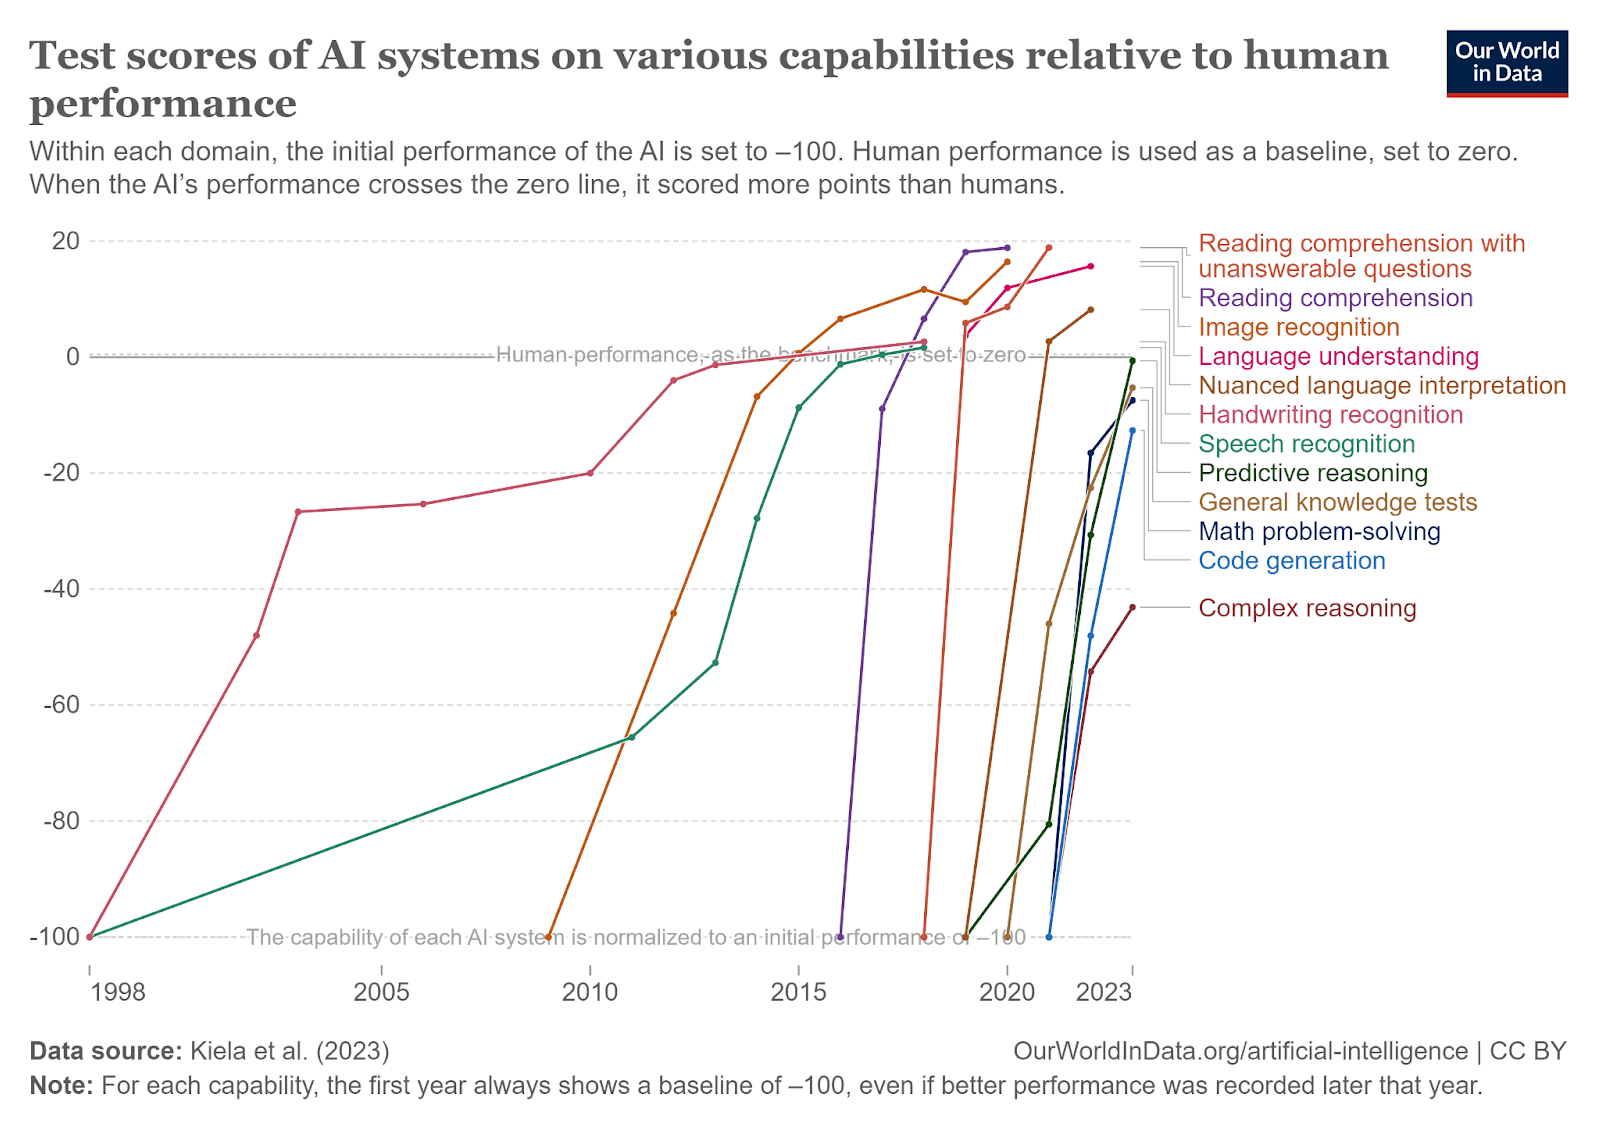 Test scores of AI systems on various capabilities relative to human
performance
Our World
in Data
Within each domain, the initial performance of the AI is set to –100. Human performance is used as a baseline, set to zero.
When the AI’s performance crosses the zero line, it scored more points than humans.
20
0
-20
-40
-60
-80
-100
Human performance, as the benchmark, is set to zero
The capability of each AI system is normalized to an initial performance of –100
Reading comprehension with
unanswerable questions
Reading comprehension
Image recognition
Language understanding
Nuanced language interpretation
Handwriting recognition
Speech recognition
Predictive reasoning
General knowledge tests
Math problem-solving
Code generation
Complex reasoning
1998 2005 2010 2015 2020 2023
Data source: Kiela et al. (2023)
OurWorldInData.org/artificial-intelligence | CC BY
Note: For each capability, the first year always shows a baseline of –100, even if better performance was recorded later that year.